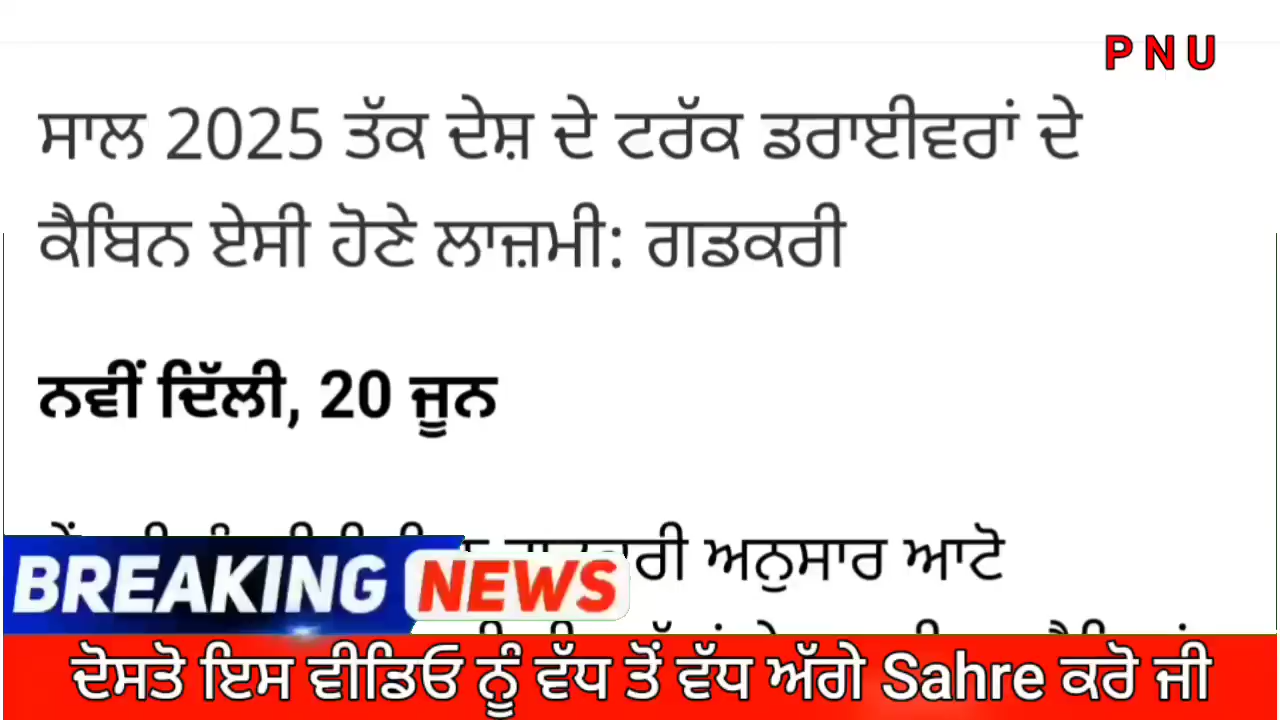 PNU
ਸਾਲ 2025 ਤੱਕ ਦੇਸ਼ ਦੇ ਟਰੱਕ ਡਰਾਈਵਰਾਂ ਦੇ
ਕੈਬਿਨ ਏਸੀ ਹੋਣੇ ਲਾਜ਼ਮੀ: ਗਡਕਰੀ
ਨਵੀਂ ਦਿੱਲੀ, 20 ਜੂਨ
ਅਨੁਸਾਰ ਆਟੋ
BREAKING NEWS
ਦੋਸਤੋ ਇਸ ਵੀਡਿਓ ਨੂੰ ਵੱਧ ਤੋਂ ਵੱਧ ਅੱਗੇ Sahre ਕਰੋ ਜੀ